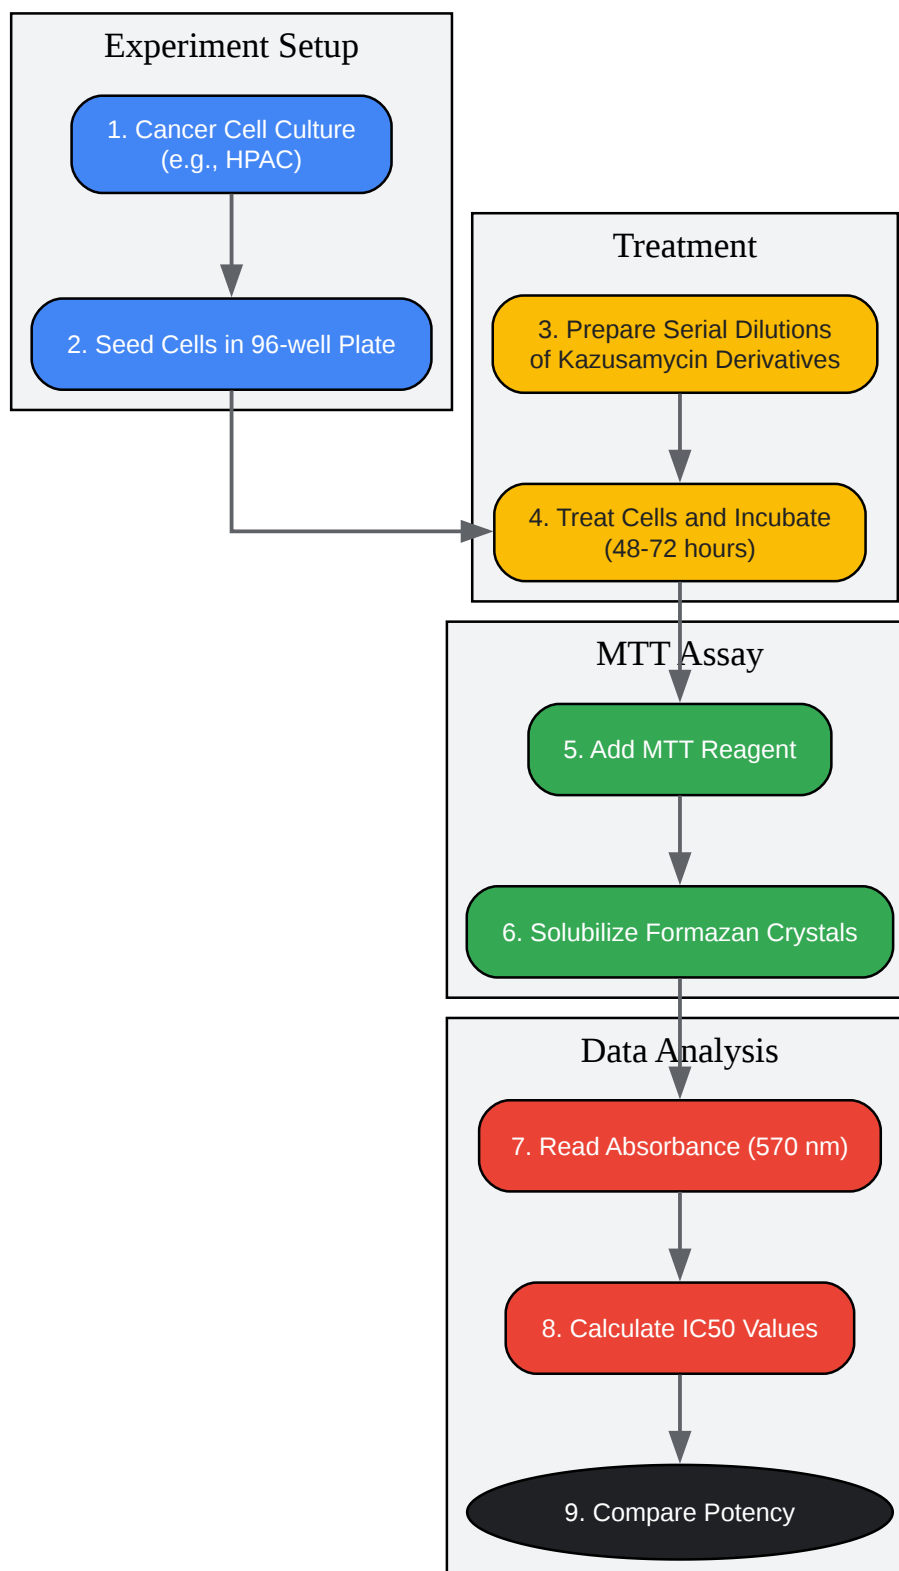 Experiment Setup
1. Cancer Cell Culture
(e.g., HPAC)
2. Seed Cells in 96-well Plate
Treatment
3. Prepare Serial Dilutions
of Kazusamycin Derivatives
4. Treat Cells and Incubate
(48-72 hours)
MTT Assay
5. Add MTT Reagent
6. Solubilize Formazan Crystals
Data Analysis
7. Read Absorbance (570 nm)
8. Calculate IC50 Values
9. Compare Potency